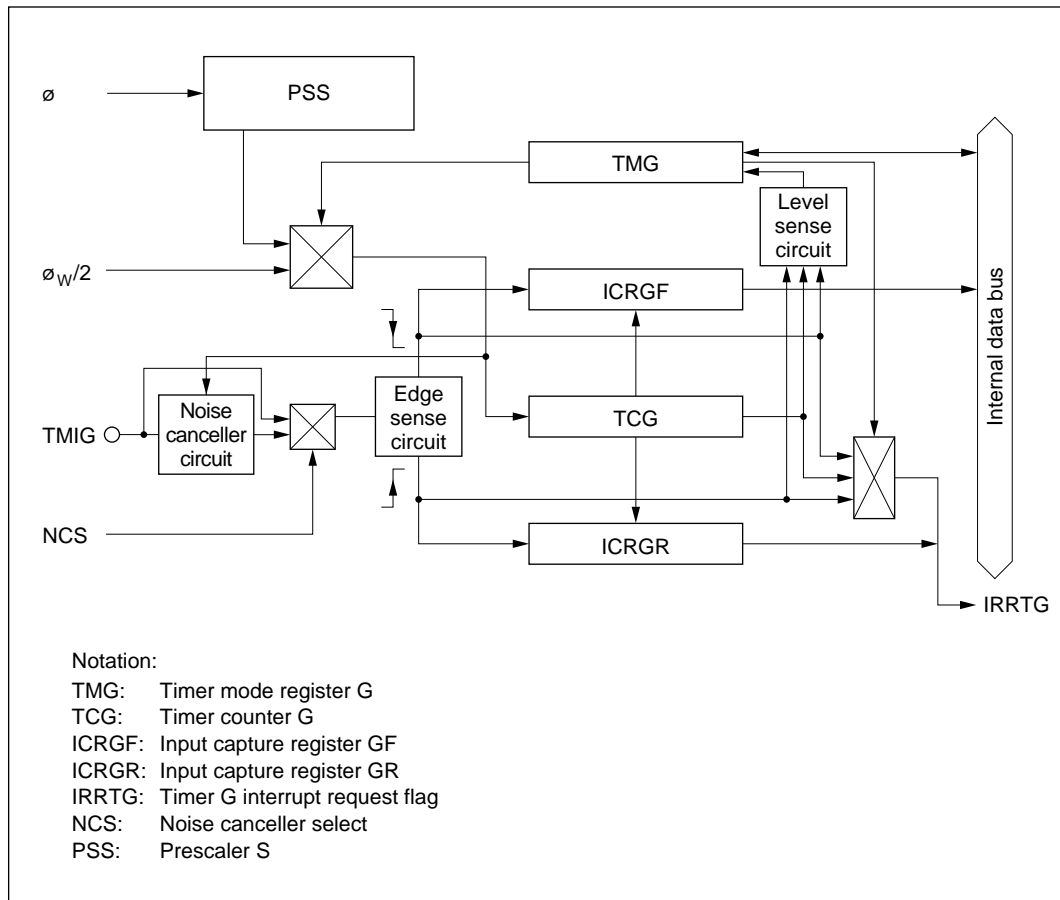 ø
PSS
TMG
Level
sense
circuit
øW/2
ICRGF
Internal data bus
Noise
canceller
circuit
Edge
sense
circuit
TCG
TMIG
NCS
ICRGR
IRRTG
Notation:
TMG: Timer mode register G
TCG: Timer counter G
ICRGF: Input capture register GF
ICRGR: Input capture register GR
IRRTG: Timer G interrupt request flag
NCS: Noise canceller select
PSS: Prescaler S